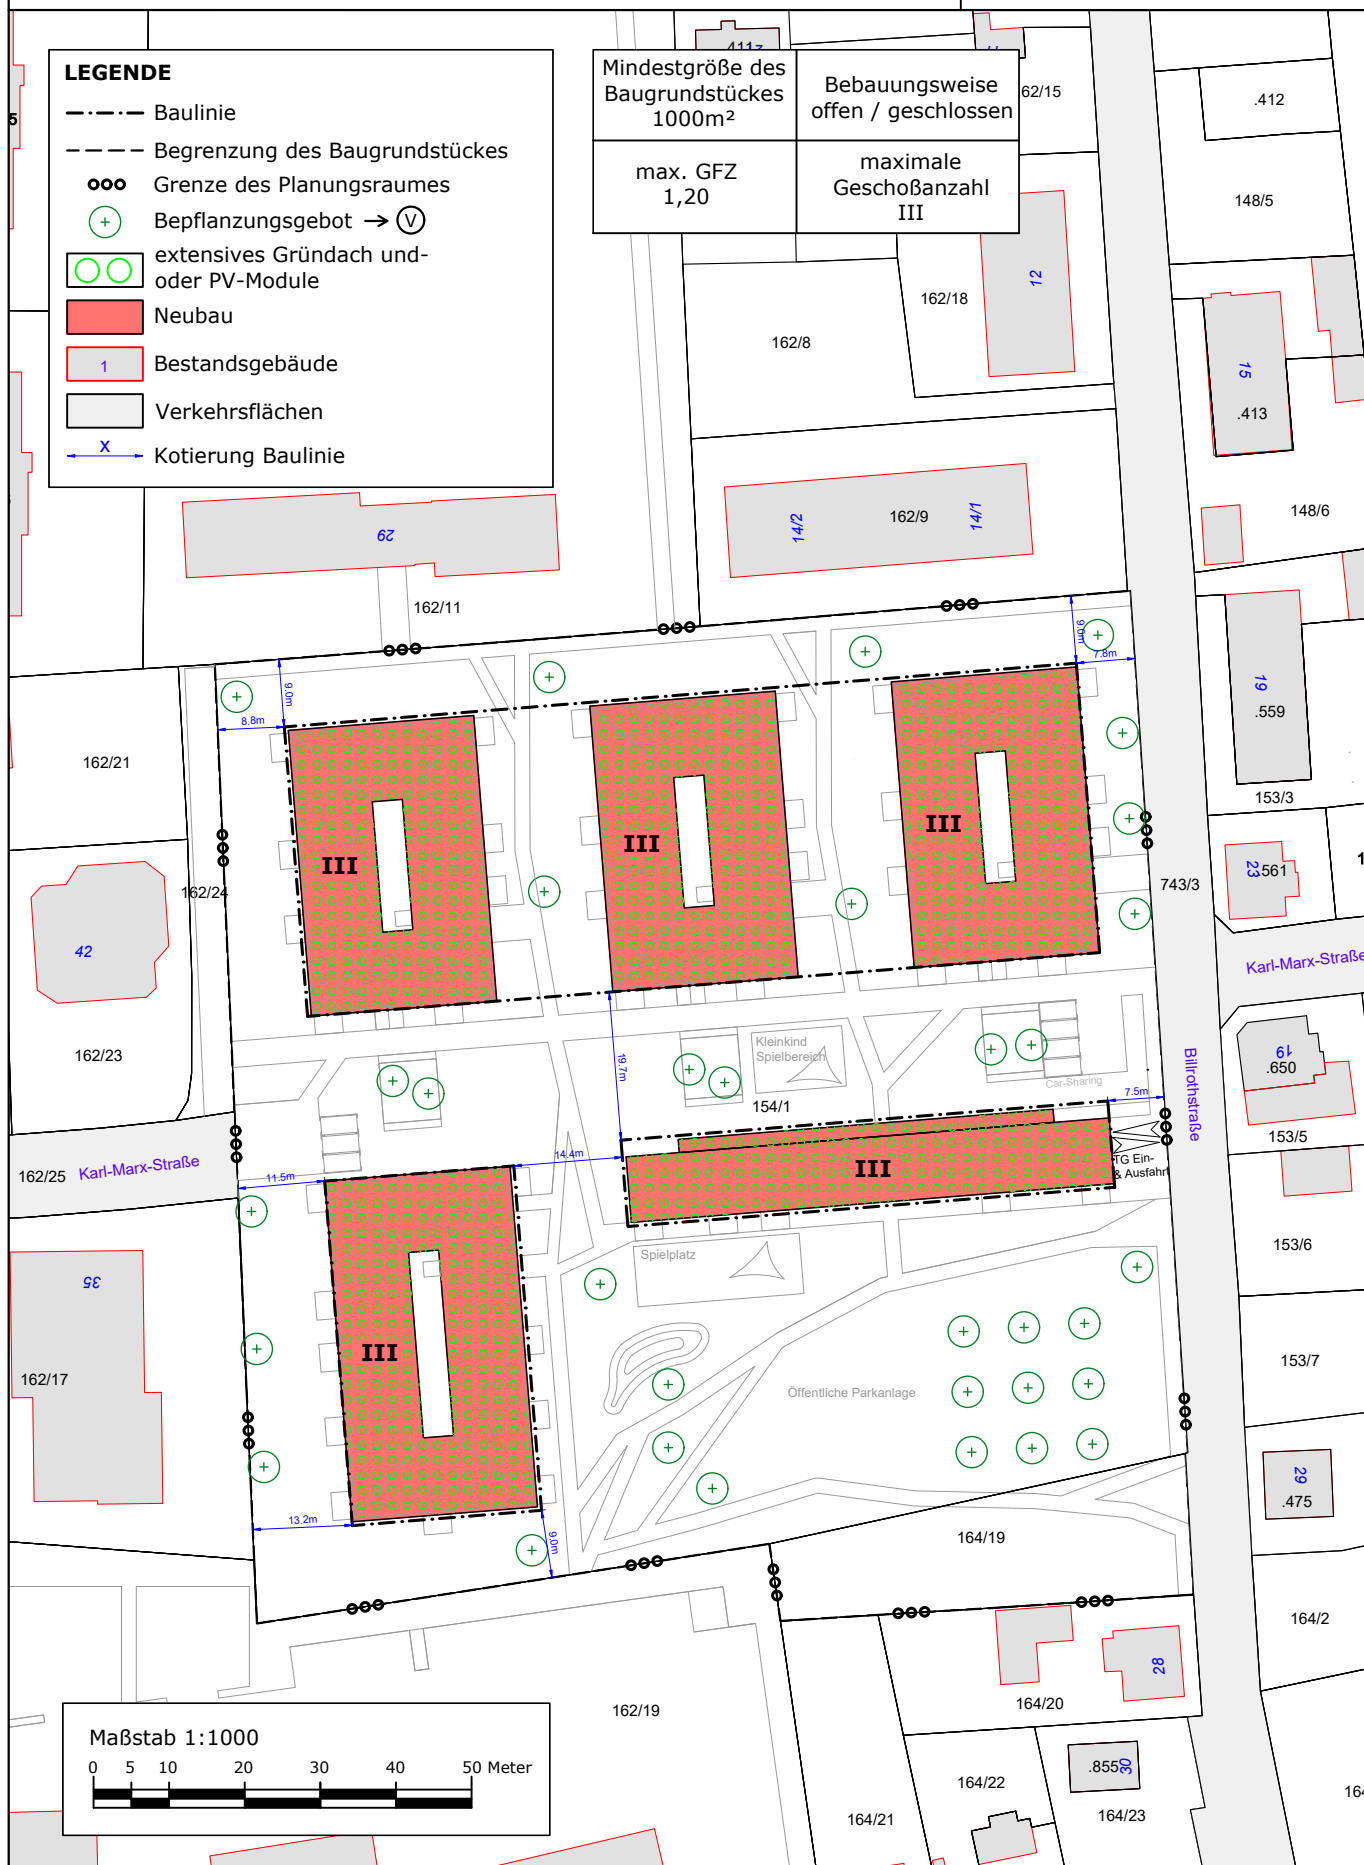 LEGENDE
Baulinie
Begrenzung des Baugrundstückes
Grenze des Planungsraumes
Bepflanzungsgebot → V
extensives Gründach und-
oder PV-Module
Neubau
1
Bestandsgebäude
Verkehrsflächen
X
Kotierung Baulinie
Mindestgröße des
Baugrundstückes
1000m²
Bebauungsweise
offen / geschlossen
max. GFZ
1,20
maximale
Geschoßanzahl
III
62/15
.412
148/5
12
162/18
162/8
15
.413
148/6
29
14/2
162/9
14/1
162/11
9.0m
7.8m
9.0m
8.8m
19
.559
153/3
162/21
III
III
III
23
561
743/3
162/24
42
Karl-Marx-Straße
162/23
Kleinkind
Spielbereich
19.7m
Car-Sharing
154/1
7.5m
Billrothstraße
19
.650
153/5
162/25
Karl-Marx-Straße
11.5m
14.4m
III
TG Ein-
& Ausfahrt
Spielplatz
153/6
35
162/17
III
Öffentliche Parkanlage
153/7
29
.475
13.2m
9.0m
164/19
164/2
28
164/20
162/19
Maßstab 1:1000
0 5 10 20 30 40 50 Meter
.855
30
164/22
164/21
164/23